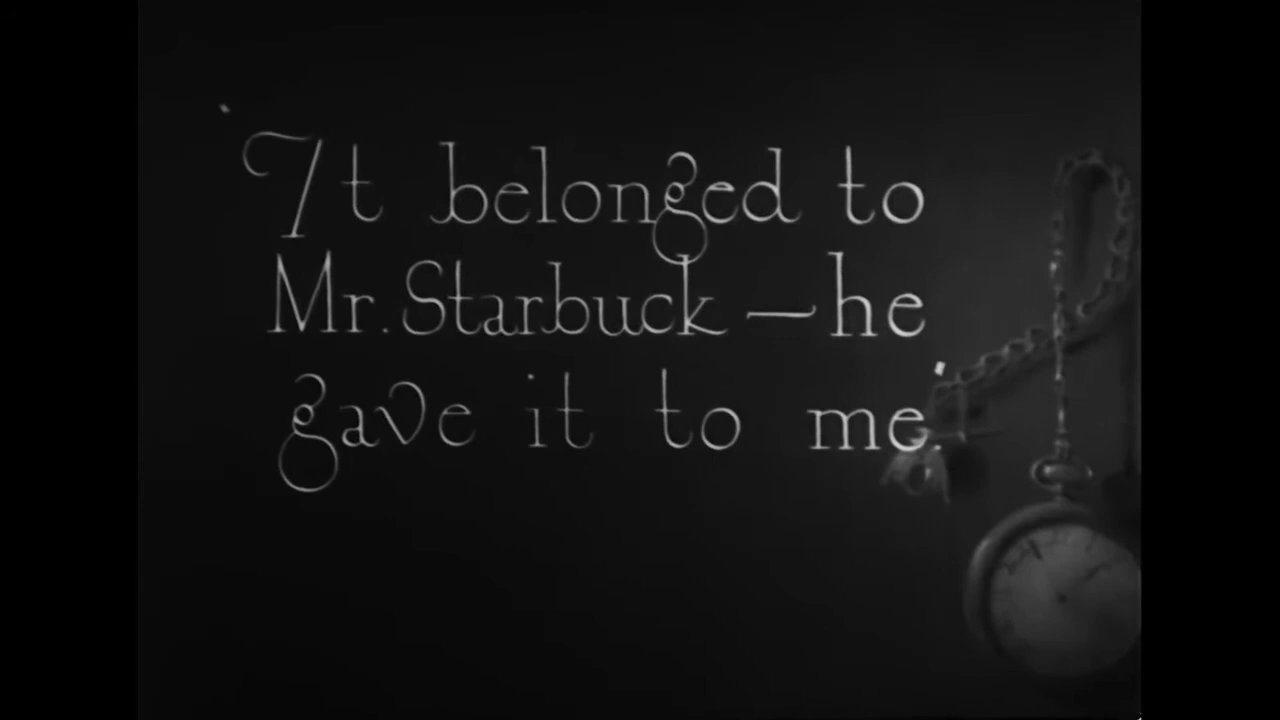 "It belonged to
Mr. Starbuck — he
gave it to me."